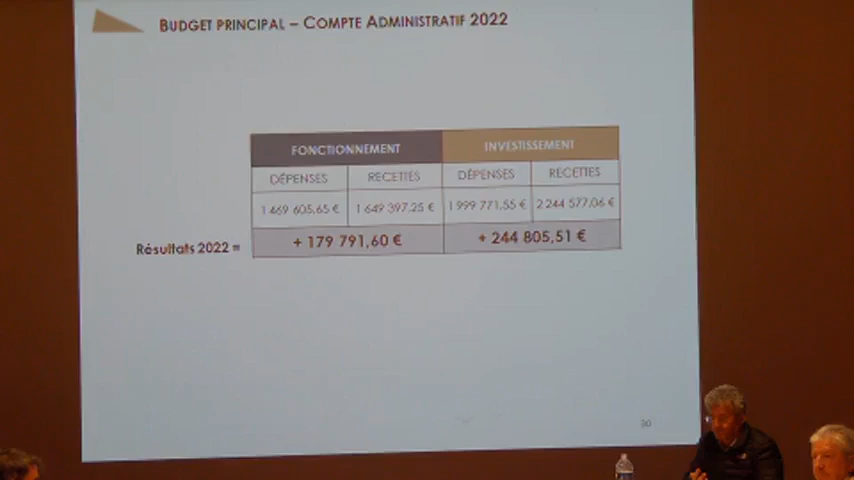 BUDGET PRINCIPAL – COMPTE ADMINISTRATIF 2022
FONCTIONNEMENT INVESTISSEMENT
DÉPENSES RECETTES DÉPENSES RECETTES
1 469 605,65 € 1 649 397,25 € 1 999 771,55 € 2 244 577,06 €
Résultats 2022 = + 179 791,60 € + 244 805,51 €
30